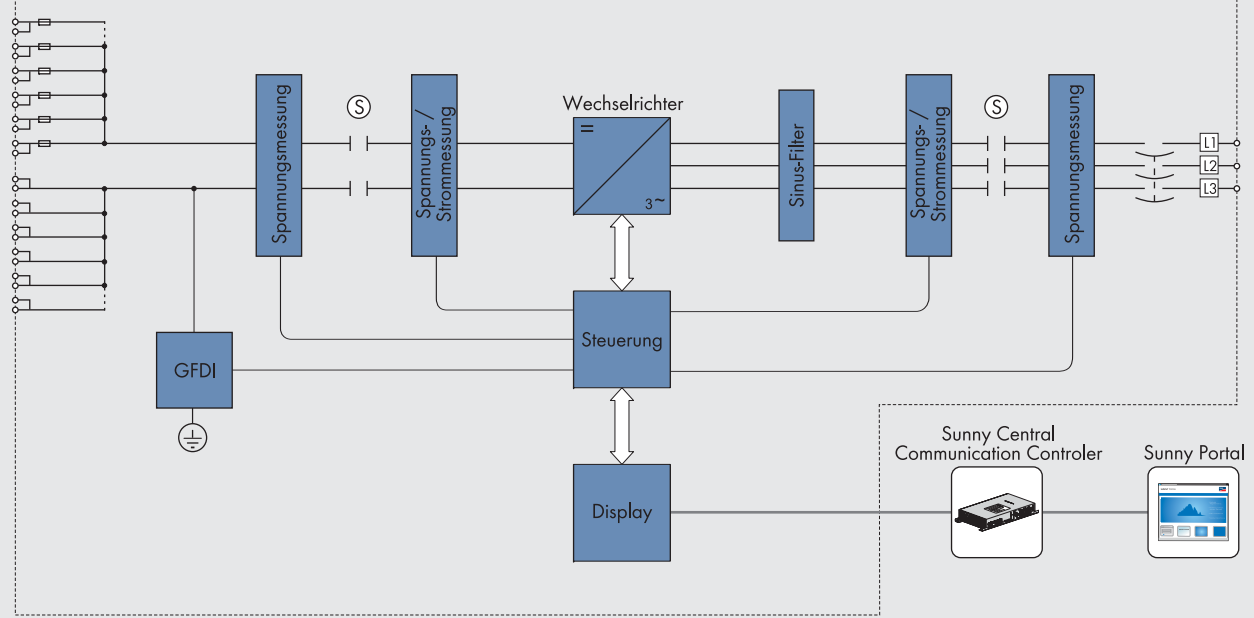 Wechselrichter
Spannungsmessung
S
Spannungs-/
Strommessung
=
3~
Sinus-Filter
Spannungs-/
Strommessung
S
Spannungsmessung
L1
L2
L3
Steuerung
GFDI
Display
Sunny Central
Communication Controler
Sunny Portal